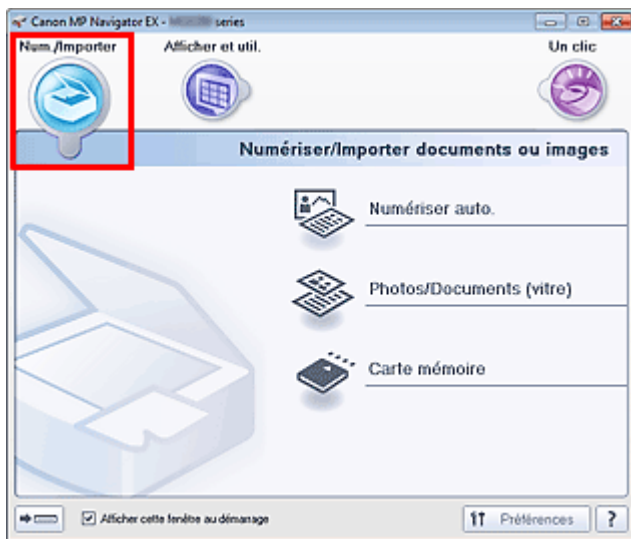 Canon MP Navigator EX - series
Num./Importer
Afficher et util.
Un clic
Numériser/Importer documents ou images
Numériser auto.
Photos/Documents (vitre)
Carte mémoire
Afficher cette fenêtre au démarrage
Préférences
?